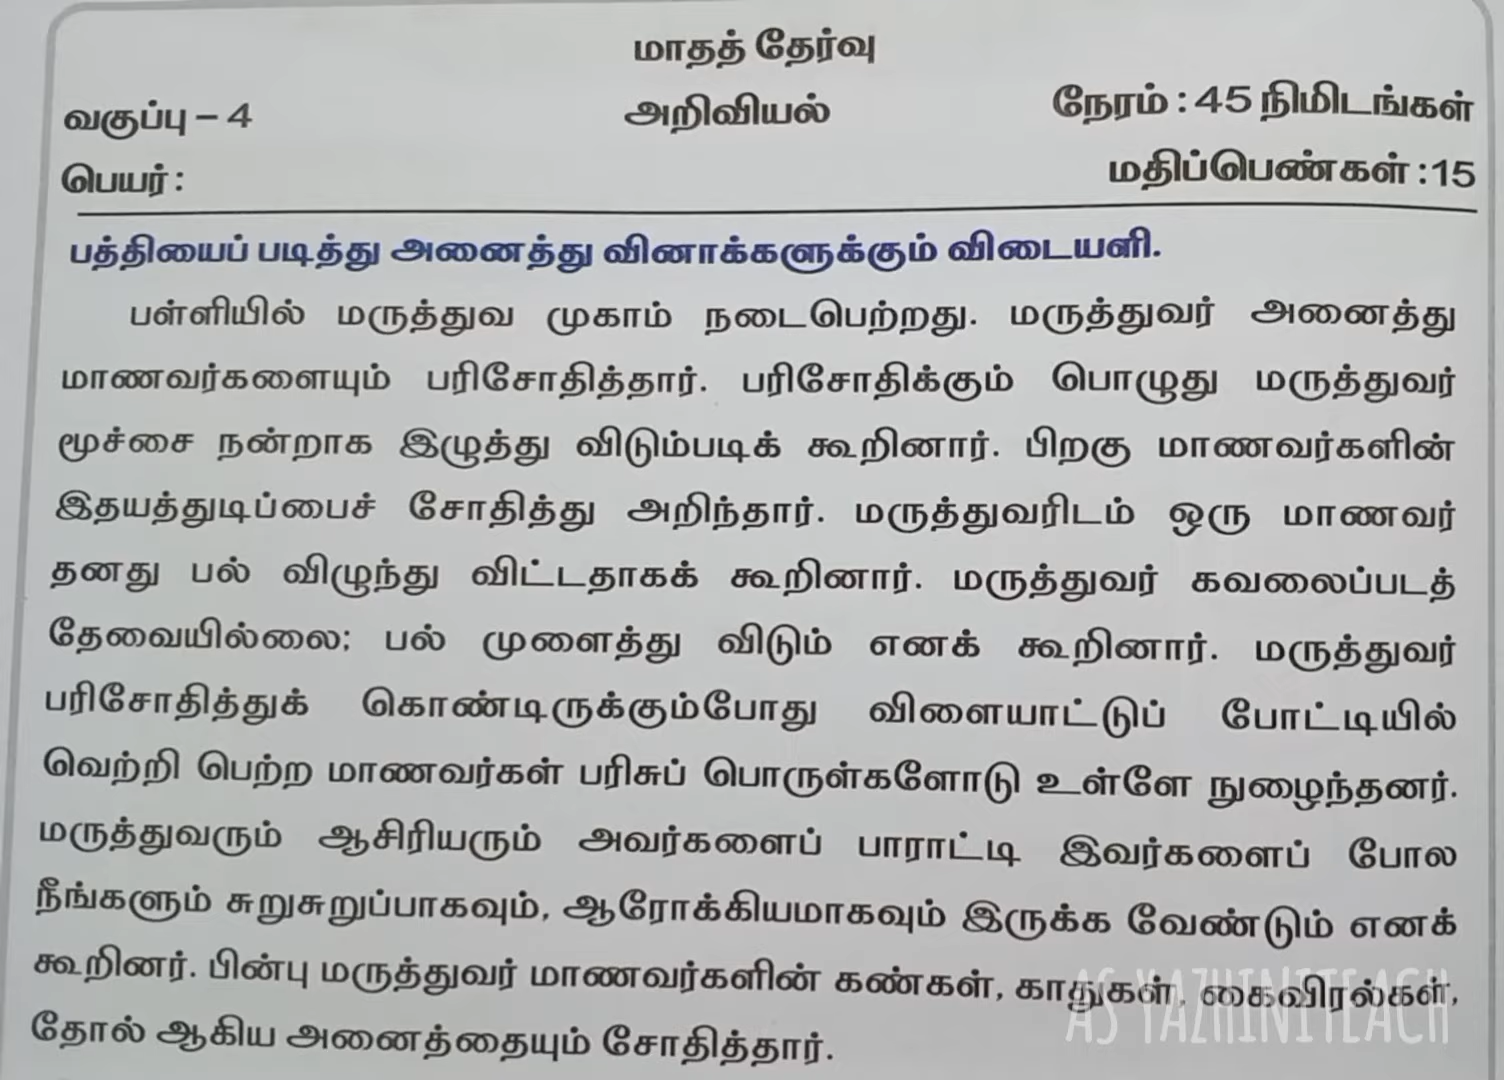 மாதத் தேர்வு
வகுப்பு – 4 அறிவியல் நேரம் : 45 நிமிடங்கள்
பெயர் : மதிப்பெண்கள் :15
பத்தியைப் படித்து அனைத்து வினாக்களுக்கும் விடையளி.
பள்ளியில் மருத்துவ முகாம் நடைபெற்றது. மருத்துவர் அனைத்து
மாணவர்களையும் பரிசோதித்தார். பரிசோதிக்கும் பொழுது மருத்துவர்
மூச்சை நன்றாக இழுத்து விடும்படிக் கூறினார். பிறகு மாணவர்களின்
இதயத்துடிப்பைச் சோதித்து அறிந்தார். மருத்துவரிடம் ஒரு மாணவர்
தனது பல் விழுந்து விட்டதாகக் கூறினார். மருத்துவர் கவலைப்படத்
தேவையில்லை; பல் முளைத்து விடும் எனக் கூறினார். மருத்துவர்
பரிசோதித்துக் கொண்டிருக்கும்போது விளையாட்டுப் போட்டியில்
வெற்றி பெற்ற மாணவர்கள் பரிசுப் பொருள்களோடு உள்ளே நுழைந்தனர்.
மருத்துவரும் ஆசிரியரும் அவர்களைப் பாராட்டி இவர்களைப் போல
நீங்களும் சுறுசுறுப்பாகவும், ஆரோக்கியமாகவும் இருக்க வேண்டும் எனக்
கூறினர். பின்பு மருத்துவர் மாணவர்களின் கண்கள், காதுகள், கைவிரல்கள்,
தோல் ஆகிய அனைத்தையும் சோதித்தார்.
AS YAZHINITEACH